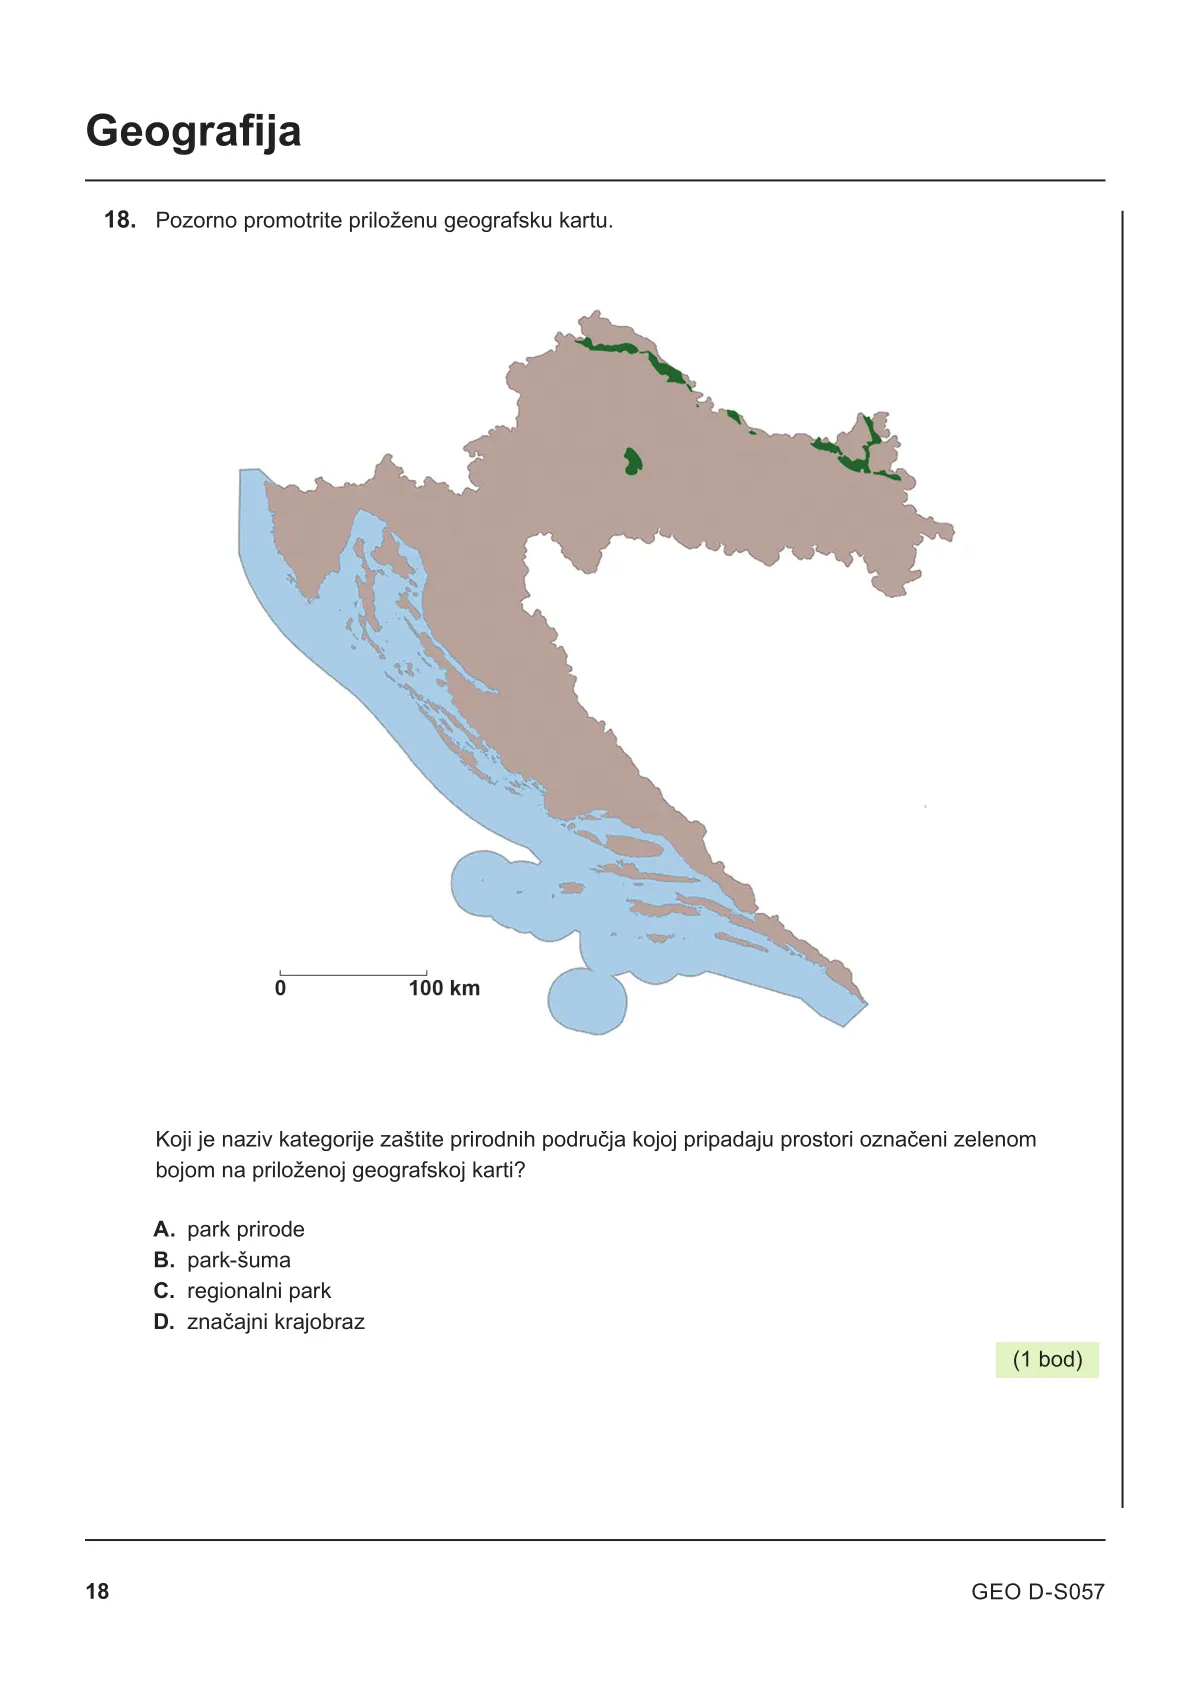 Geografija
18. Pozorno promotrite priloženu geografsku kartu.
0 100 km
Koji je naziv kategorije zaštite prirodnih područja kojoj pripadaju prostori označeni zelenom
bojom na priloženoj geografskoj karti?
A. park prirode
B. park-šuma
C. regionalni park
D. značajni krajobraz
(1 bod)
18 GEO D-S057